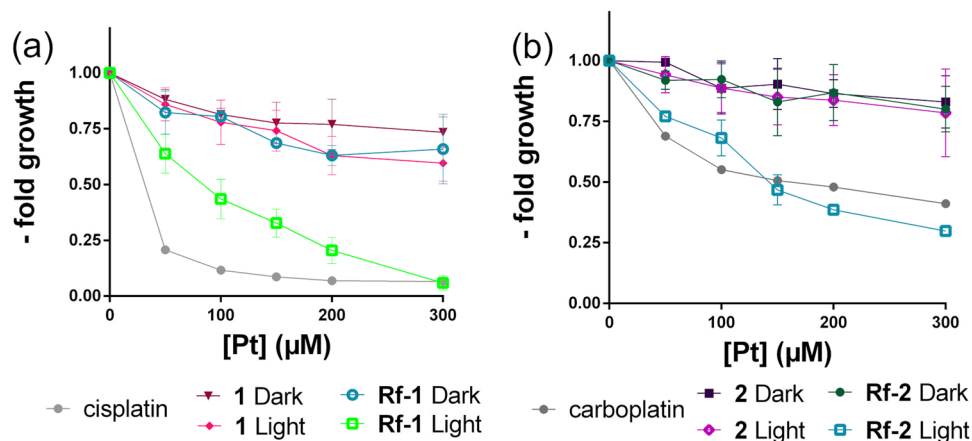 (a)
- fold growth
1.00
0.75
0.50
0.25
0.00
0 100 200 300
[Pt] (µM)
cisplatin
1 Dark
1 Light
Rf-1 Dark
Rf-1 Light
(b)
- fold growth
1.00
0.75
0.50
0.25
0.00
0 100 200 300
[Pt] (µM)
carboplatin
2 Dark
2 Light
Rf-2 Dark
Rf-2 Light